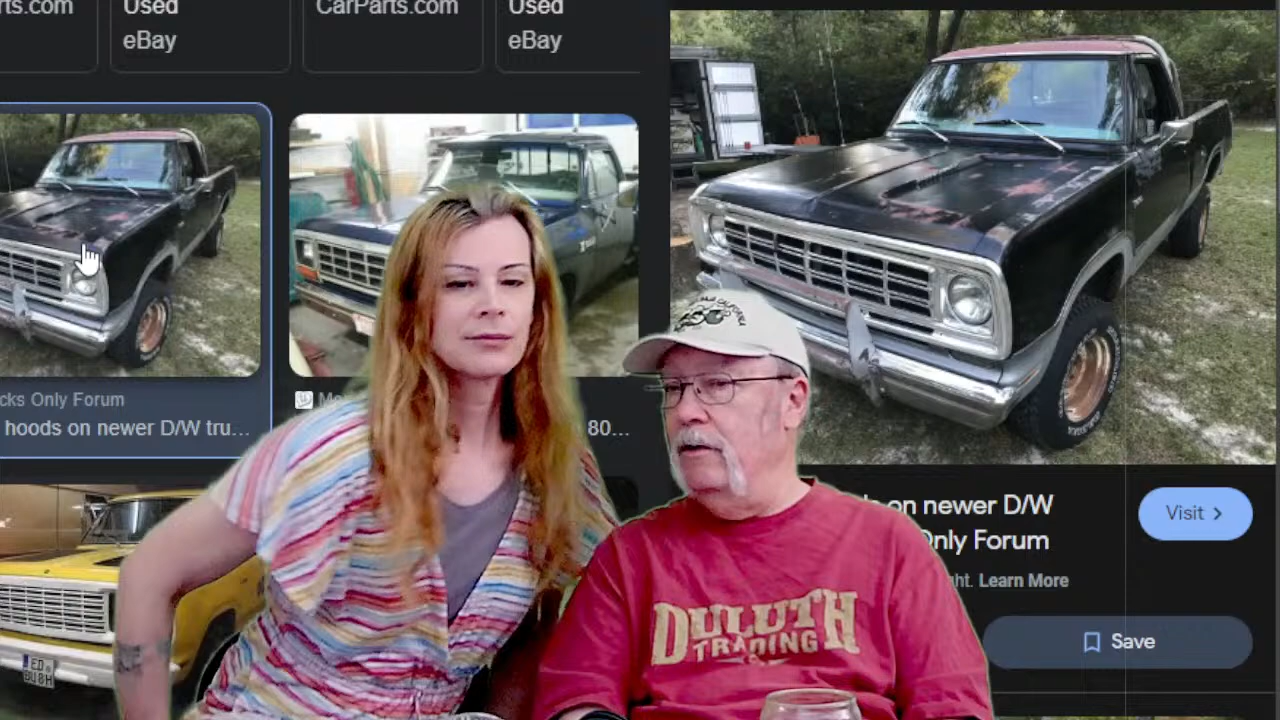 rts.com
Used
eBay
CarParts.com
Used
eBay
cks Only Forum
hoods on newer D/W tru...
80...
on newer D/W
Only Forum
ht. Learn More
Visit
Save
DULUTH
TRADING